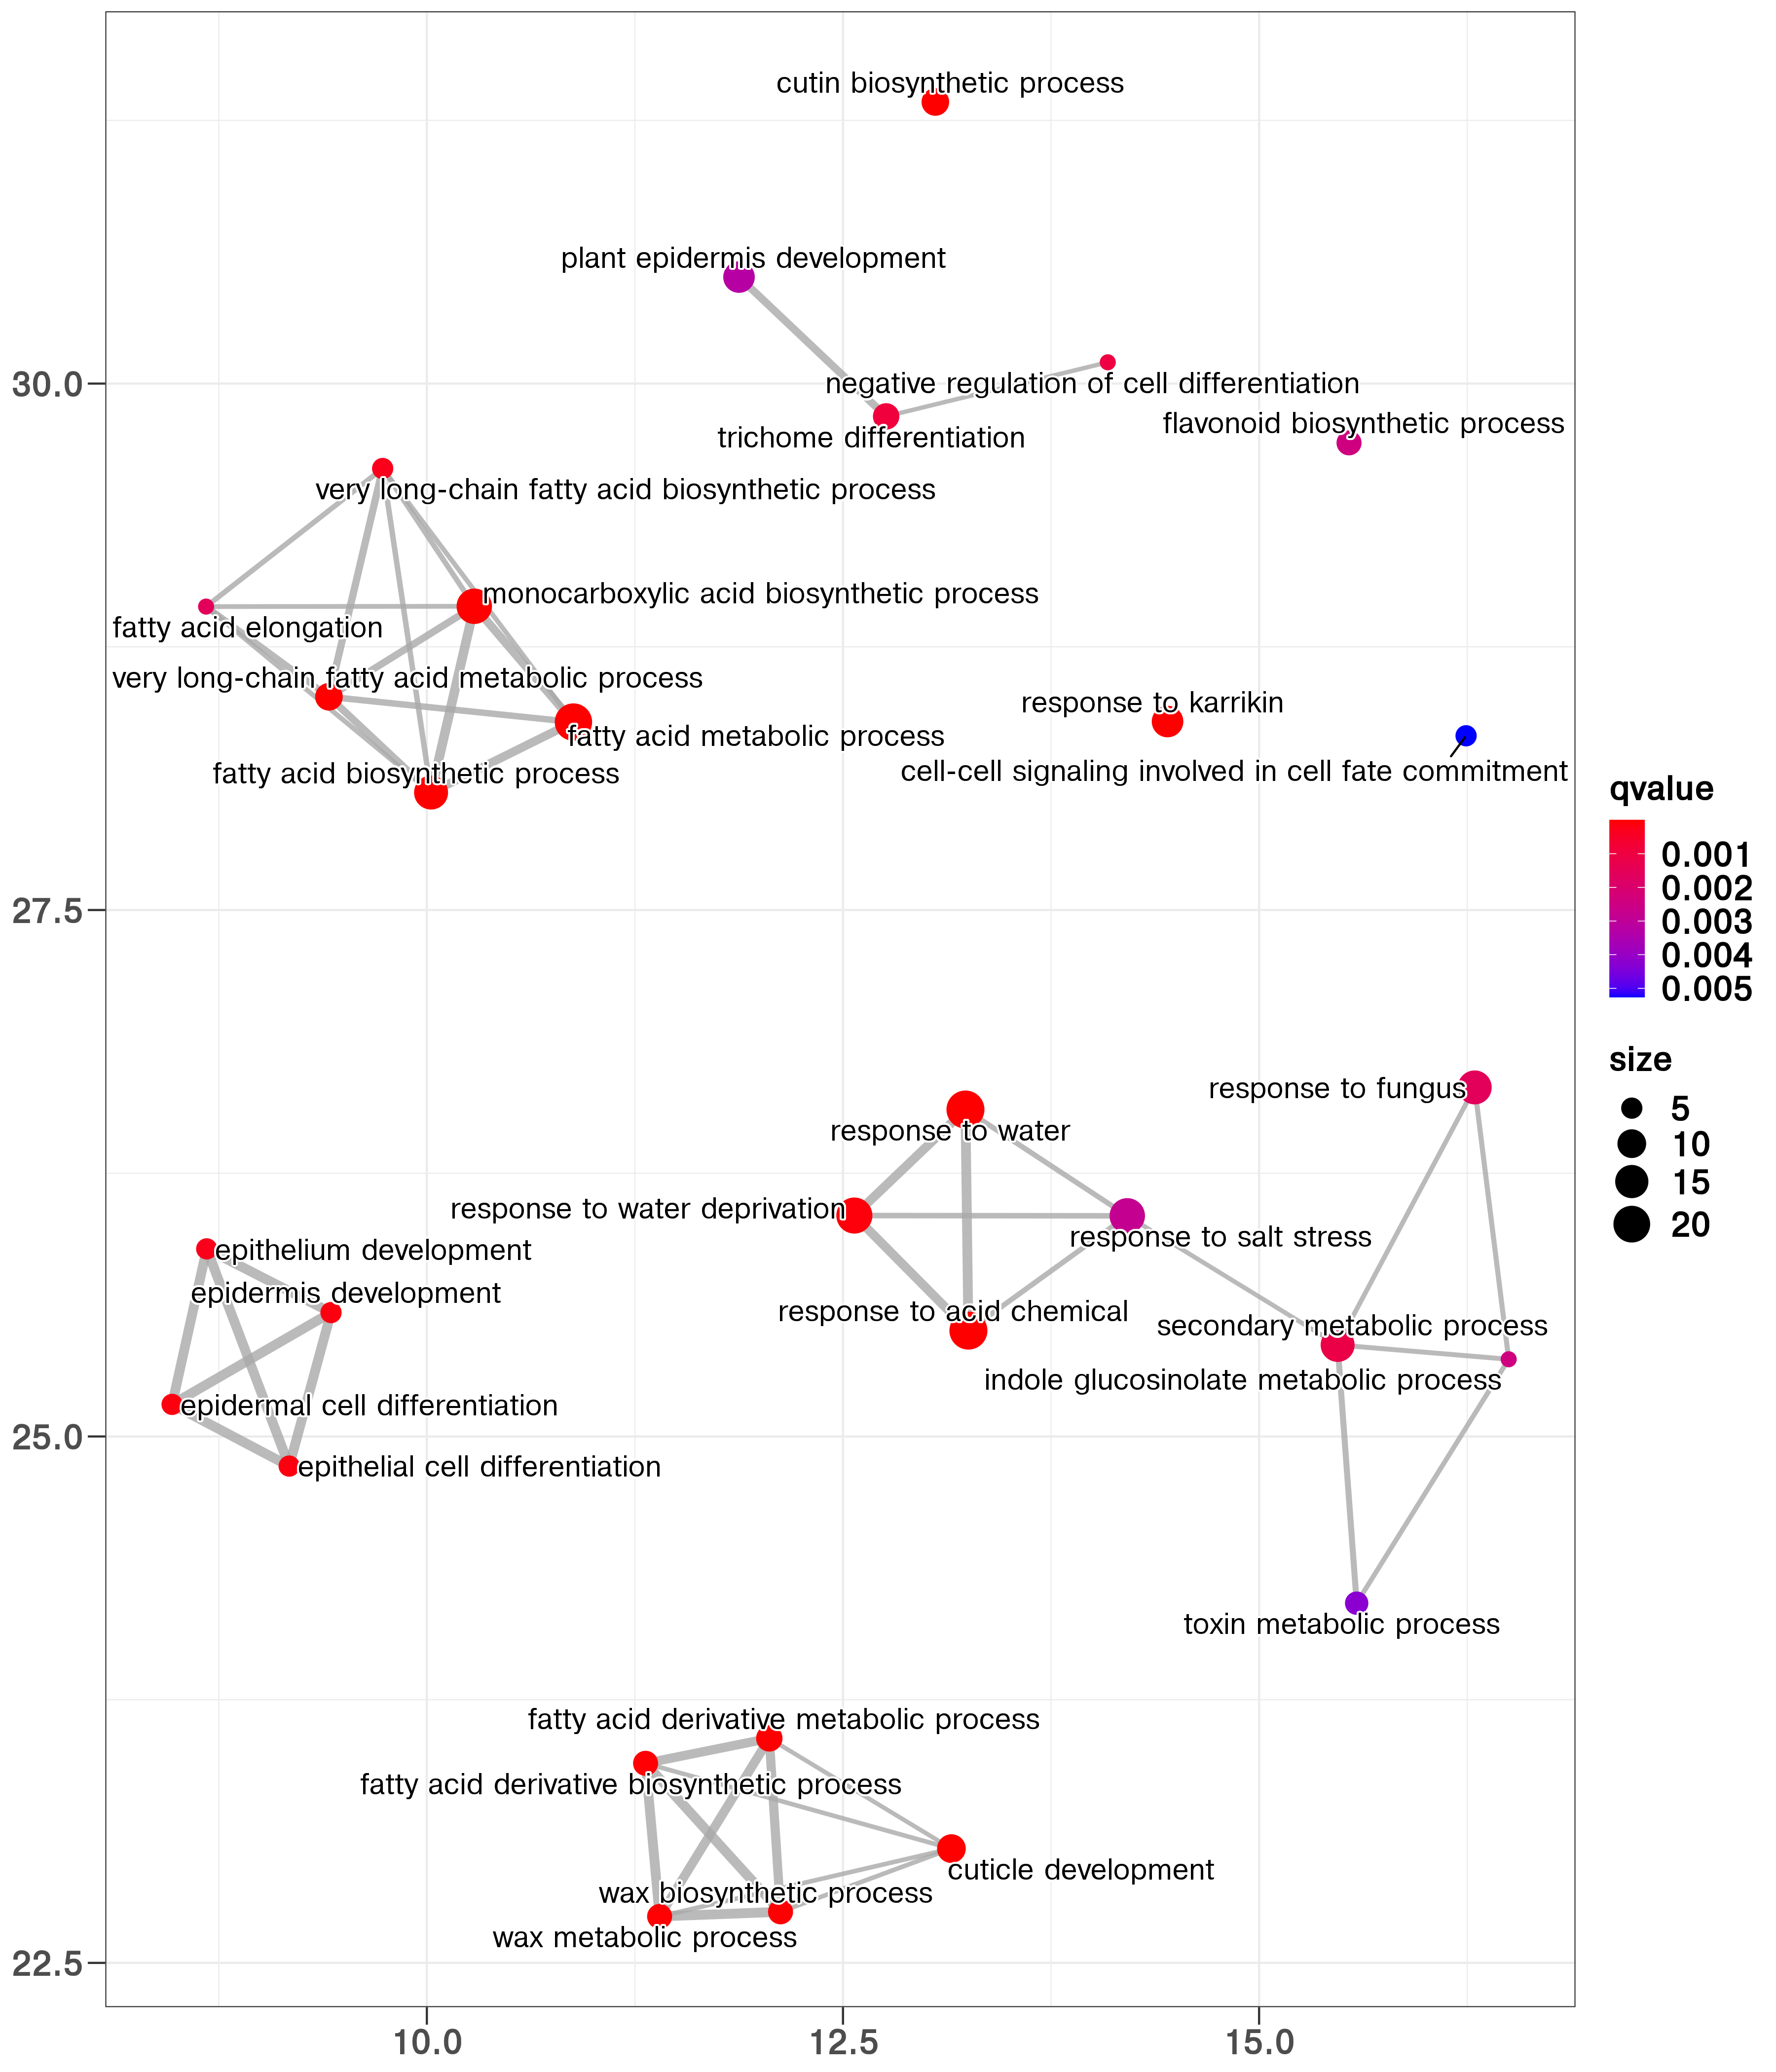 cutin biosynthetic process
plant epidermis development
30.0
negative regulation of cell differentiation
flavonoid biosynthetic process
trichome differentiation
very long-chain fatty acid biosynthetic process
monocarboxylic acid biosynthetic process
fatty acid elongation
very long-chain fatty acid metabolic process
response to karrikin
fatty acid metabolic process
fatty acid biosynthetic process
cell-cell signaling involved in cell fate commitment
qvalue
0.001
0.002
0.003
0.004
0.005
27.5
size
5
10
15
20
response to fungus
response to water
response to water deprivation
response to salt stress
epithelium development
epidermis development
response to acid chemical
secondary metabolic process
indole glucosinolate metabolic process
epidermal cell differentiation
25.0
epithelial cell differentiation
toxin metabolic process
fatty acid derivative metabolic process
fatty acid derivative biosynthetic process
cuticle development
wax biosynthetic process
wax metabolic process
22.5
10.0
12.5
15.0